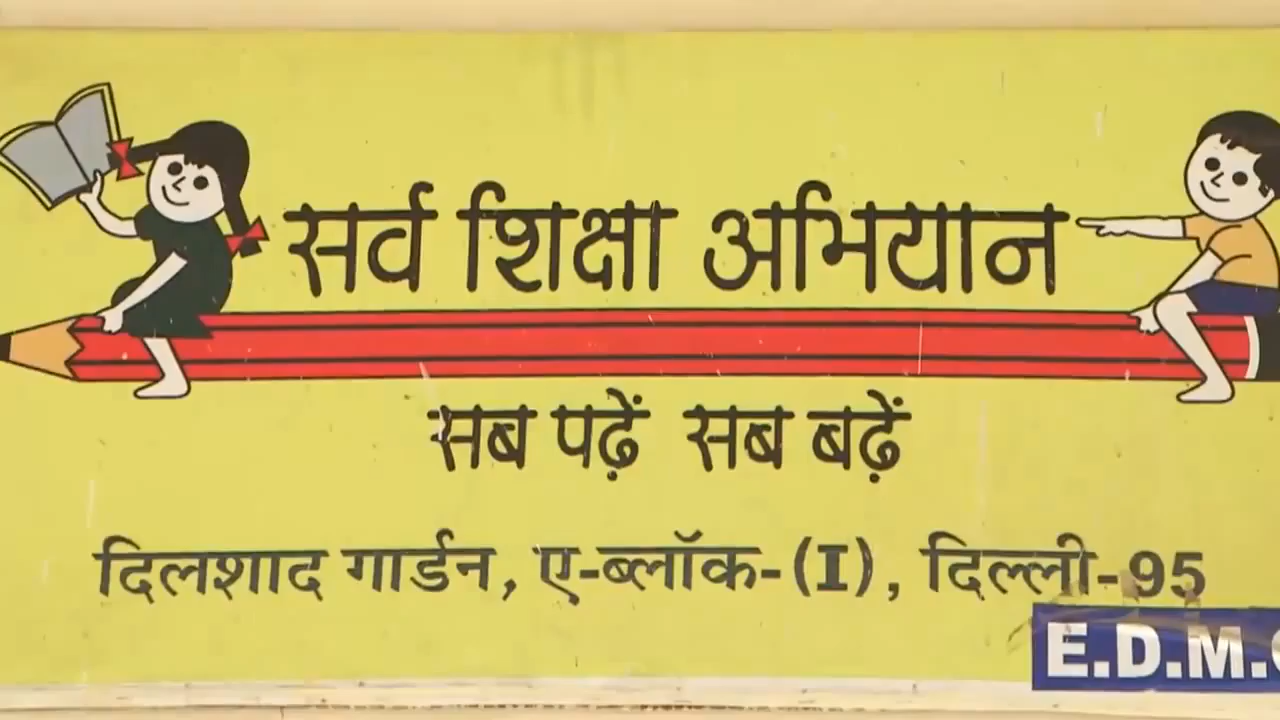 सर्व शिक्षा अभियान
सब पढ़ें सब बढ़ें
दिलशाद गार्डन, ए-ब्लॉक-(I), दिल्ली-95
E.D.M.